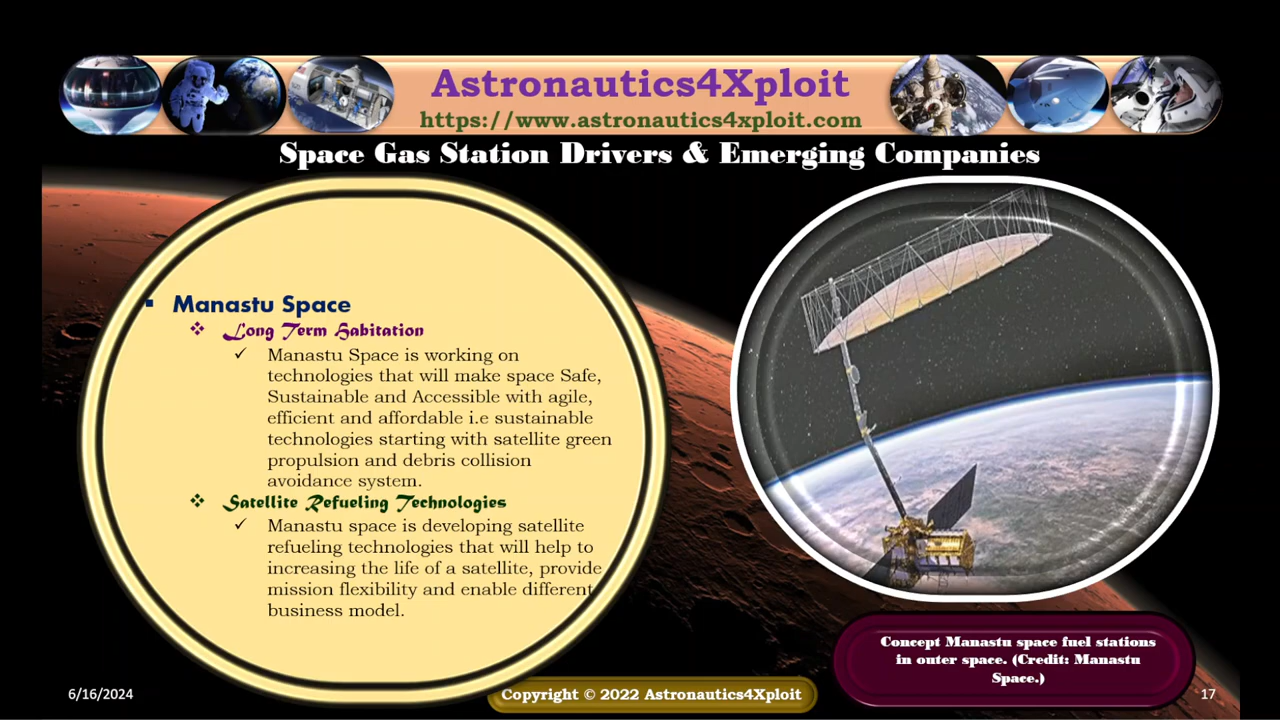 Astronautics4Xploit
https://www.astronautics4xploit.com
Space Gas Station Drivers & Emerging Companies
Manastu Space
Long Term Habitation
Manastu Space is working on
technologies that will make space Safe,
Sustainable and Accessible with agile,
efficient and affordable i.e sustainable
technologies starting with satellite green
propulsion and debris collision
avoidance system.
Satellite Refueling Technologies
Manastu space is developing satellite
refueling technologies that will help to
increasing the life of a satellite, provide
mission flexibility and enable different
business model.
Concept Manastu space fuel stations
in outer space. (Credit: Manastu
Space.)
6/16/2024
Copyright © 2022 Astronautics4Xploit
17